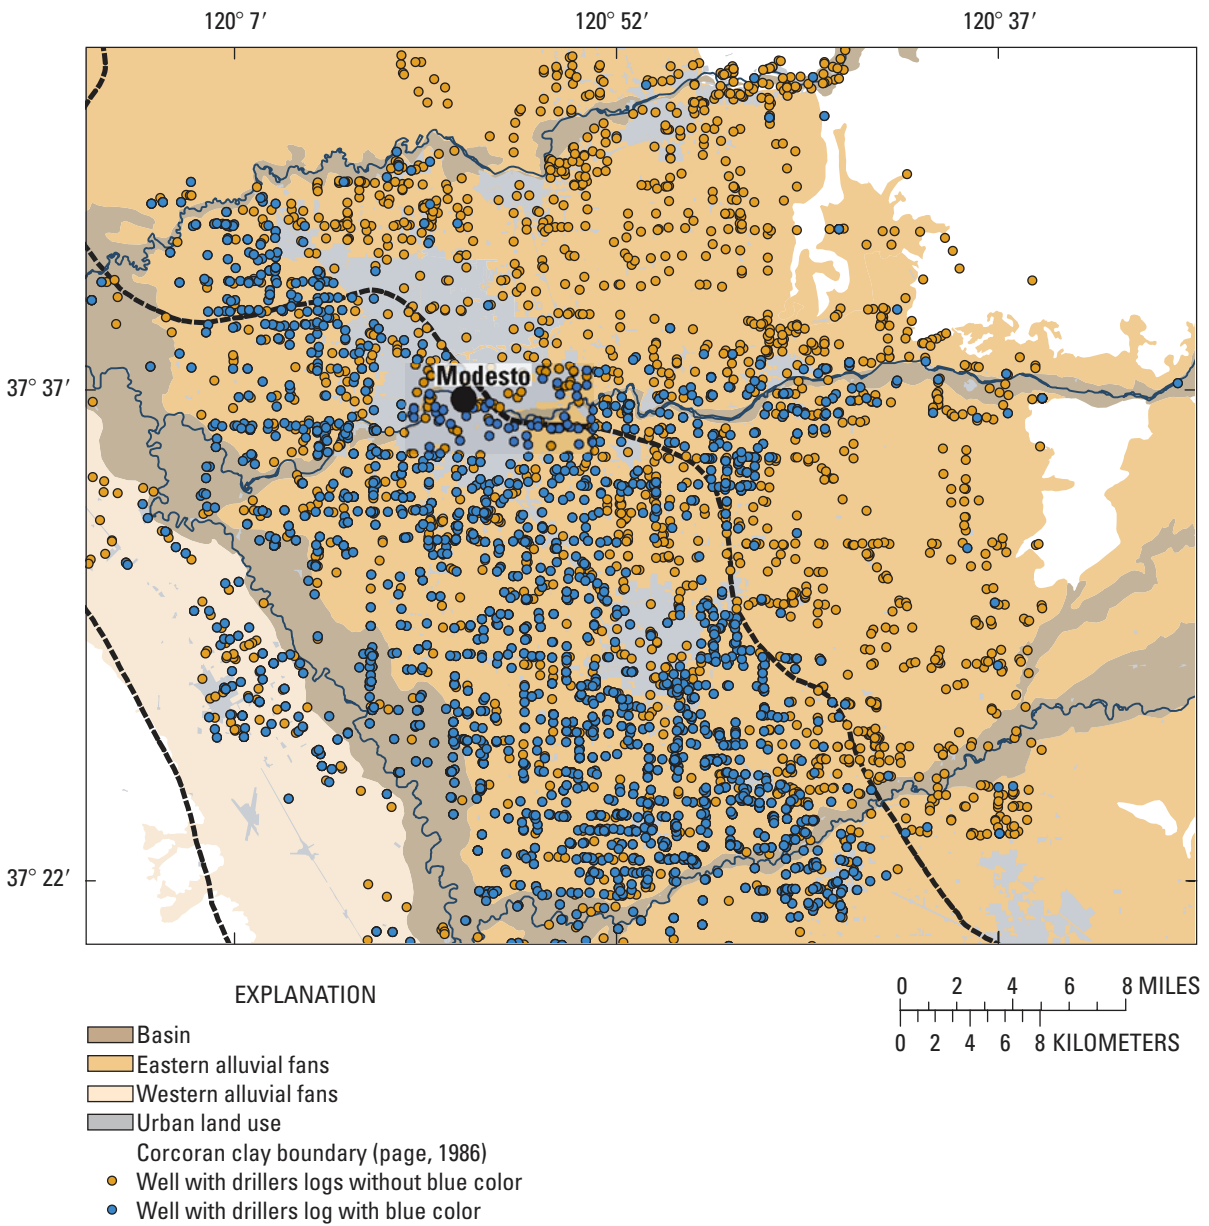 120° 7′ 120° 52′ 120° 37′
Modesto
37° 37′
37° 22′
EXPLANATION
Basin
Eastern alluvial fans
Western alluvial fans
Urban land use
Corcoran clay boundary (page, 1986)
Well with drillers logs without blue color
Well with drillers log with blue color
0 2 4 6 8 MILES
0 2 4 6 8 KILOMETERS